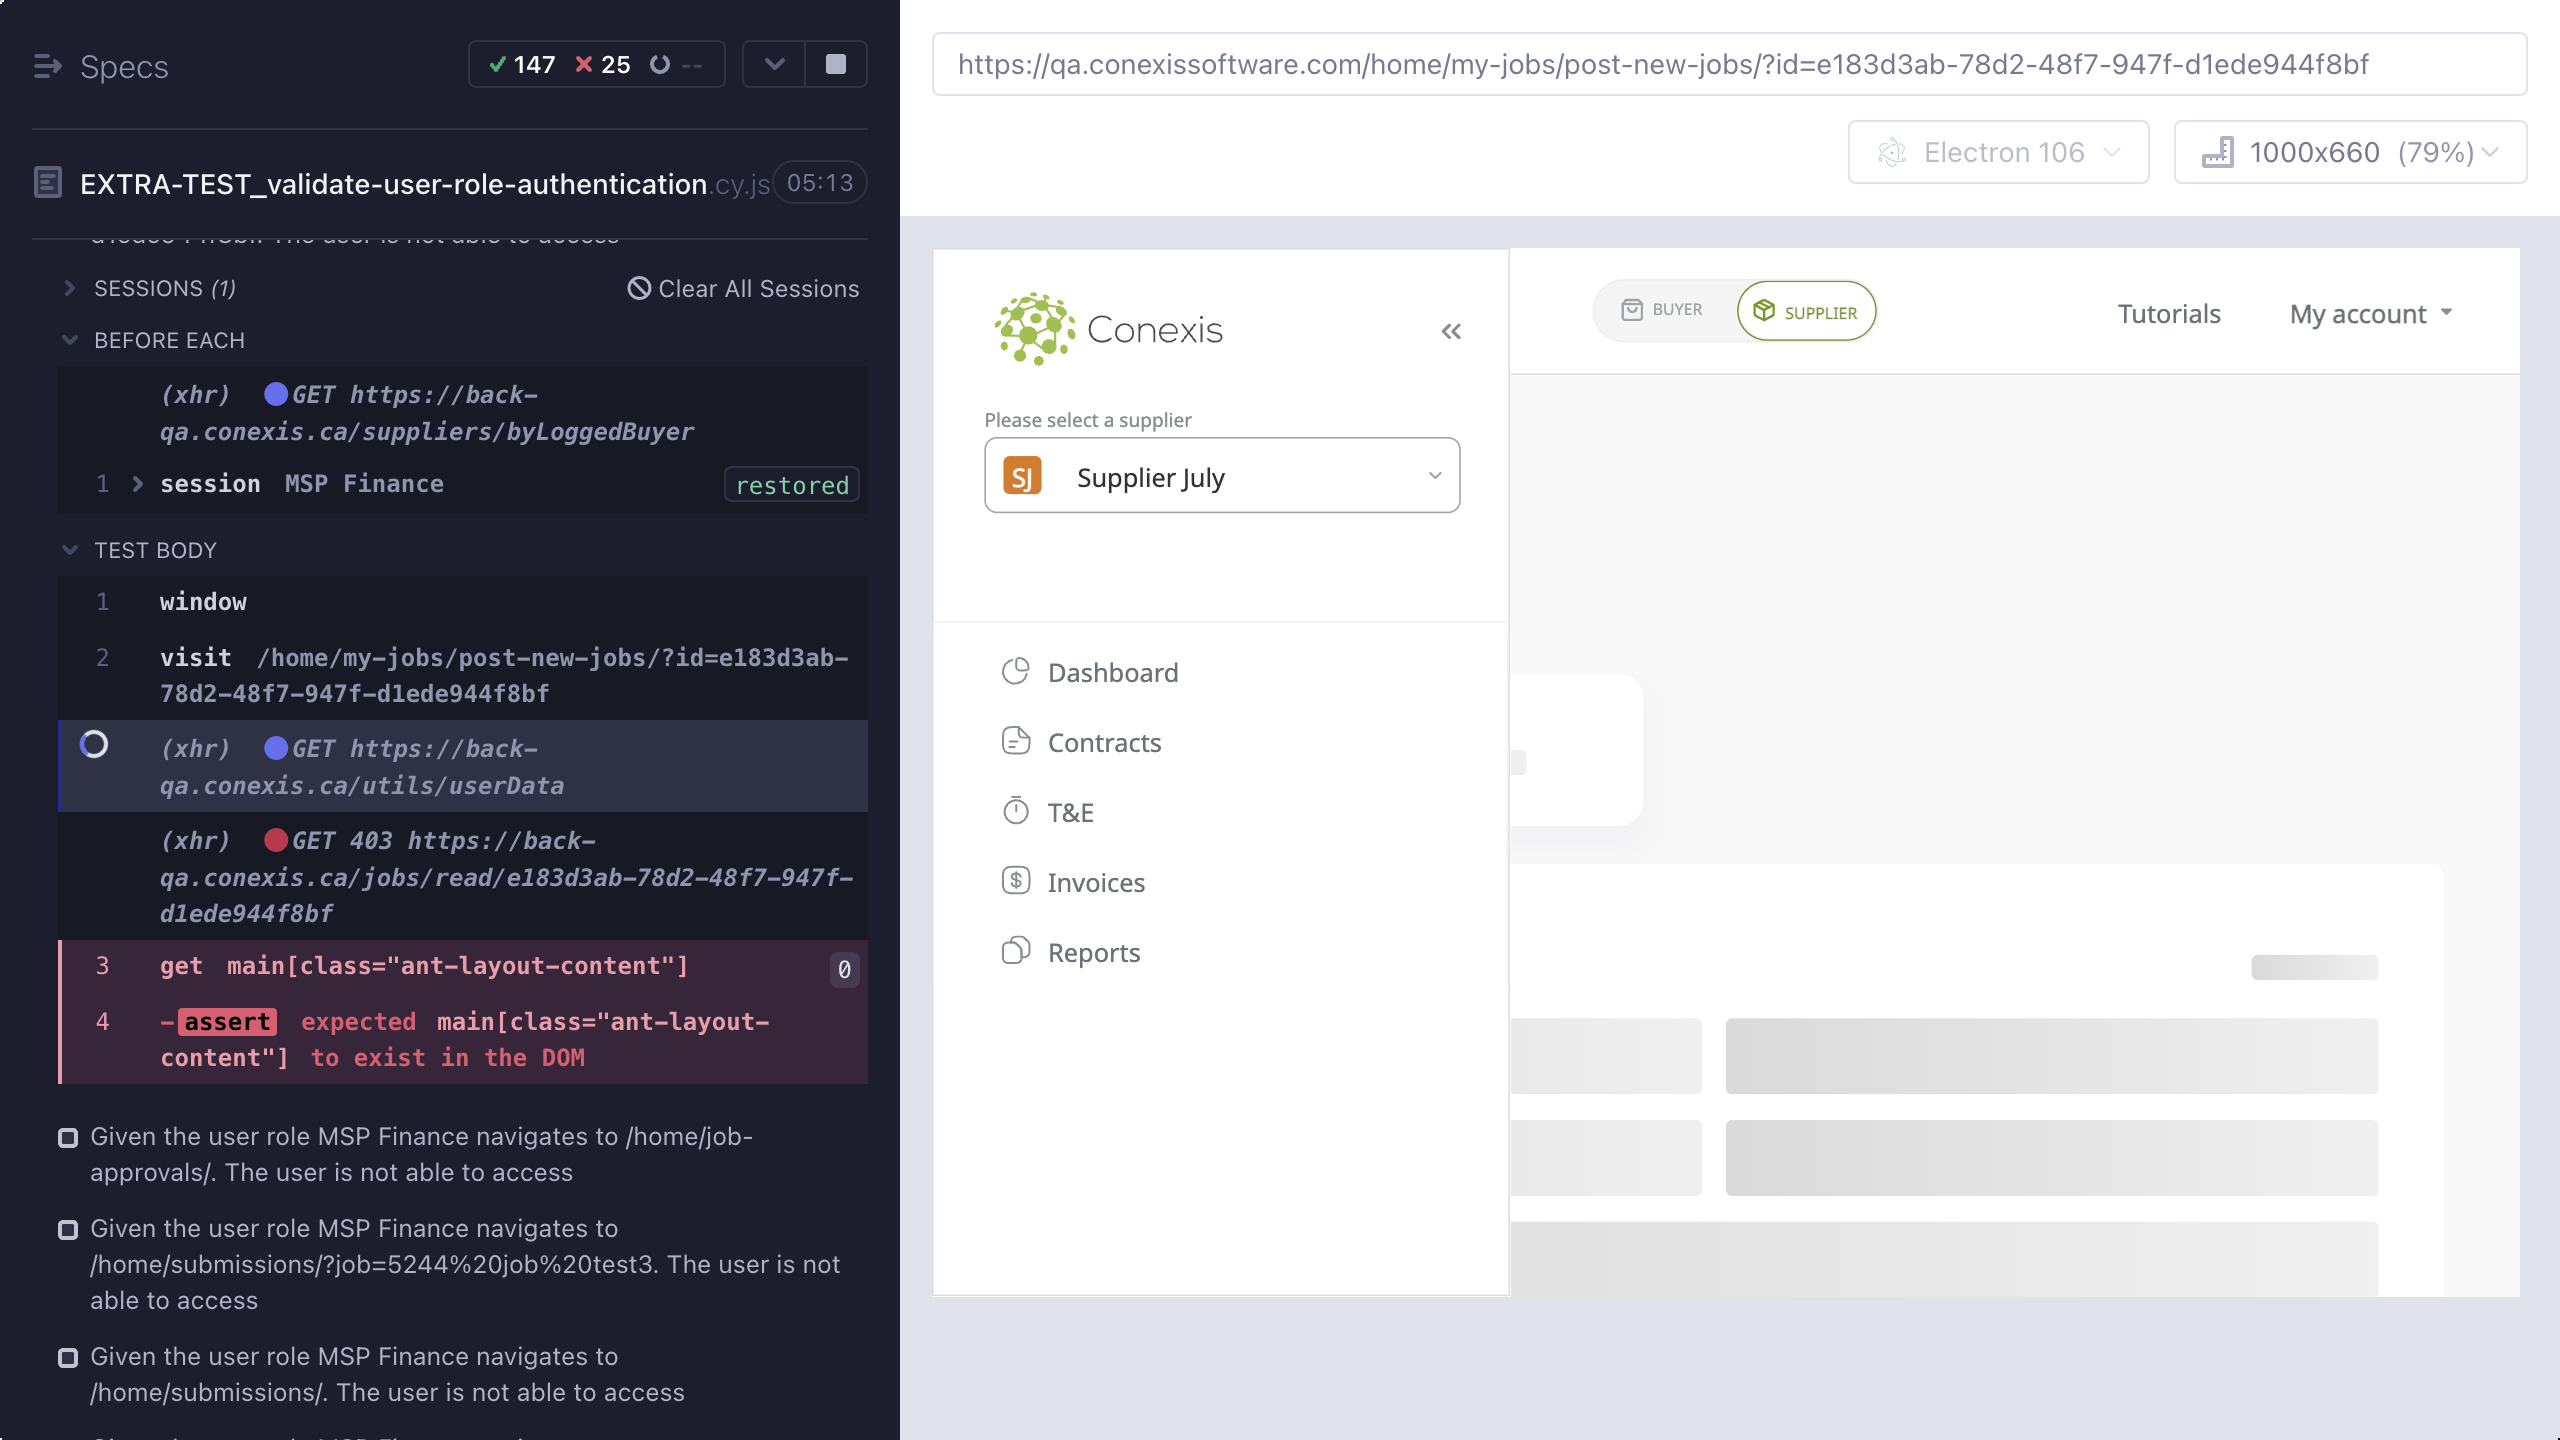 Specs
147 25 --
EXTRA-TEST_validate-user-role-authentication.cy.js 05:13
SESSIONS (1)
Clear All Sessions
BEFORE EACH
(xhr) GET https://back-
qa.conexis.ca/suppliers/byLoggedBuyer
1 session MSP Finance restored
TEST BODY
1 window
2 visit /home/my-jobs/post-new-jobs/?id=e183d3ab-
78d2-48f7-947f-d1ede944f8bf
(xhr) GET https://back-
qa.conexis.ca/utils/userData
(xhr) GET 403 https://back-
qa.conexis.ca/jobs/read/e183d3ab-78d2-48f7-947f-
d1ede944f8bf
3 get main[class="ant-layout-content"] 0
4 -assert expected main[class="ant-layout-
content"] to exist in the DOM
Given the user role MSP Finance navigates to /home/job-
approvals/. The user is not able to access
Given the user role MSP Finance navigates to
/home/submissions/?job=5244%20job%20test3. The user is not
able to access
Given the user role MSP Finance navigates to
/home/submissions/. The user is not able to access
https://qa.conexissoftware.com/home/my-jobs/post-new-jobs/?id=e183d3ab-78d2-48f7-947f-d1ede944f8bf
Electron 106
1000x660 (79%)
Conexis
BUYER
SUPPLIER
Tutorials
My account
Please select a supplier
SJ Supplier July
Dashboard
Contracts
T&E
Invoices
Reports